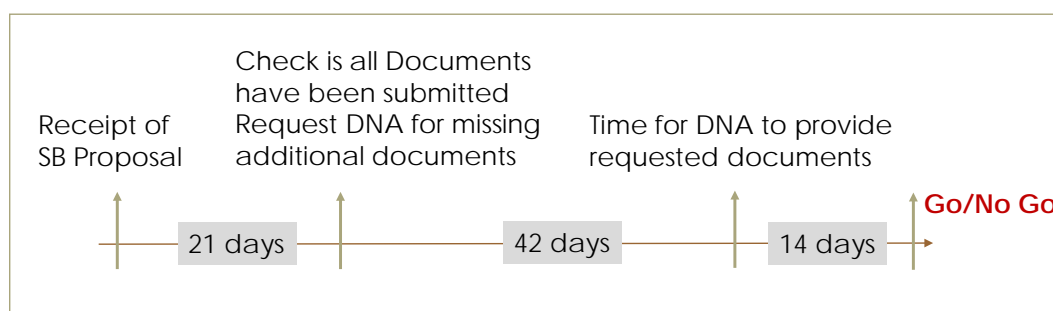 Receipt of
SB Proposal
Check is all Documents
have been submitted
Request DNA for missing
additional documents
Time for DNA to provide
requested documents
Go/No Go
21 days
42 days
14 days